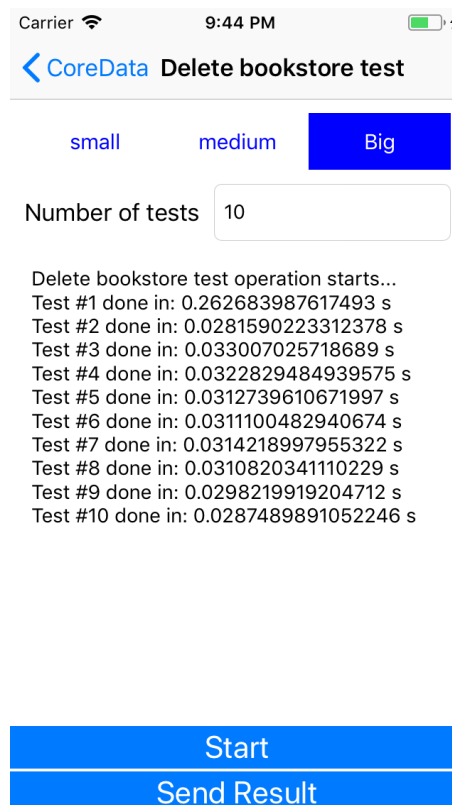 Carrier 9:44 PM
CoreData Delete bookstore test
small medium Big
Number of tests 10
Delete bookstore test operation starts...
Test #1 done in: 0.262683987617493 s
Test #2 done in: 0.0281590223312378 s
Test #3 done in: 0.033007025718689 s
Test #4 done in: 0.0322829484939575 s
Test #5 done in: 0.0312739610671997 s
Test #6 done in: 0.0311100482940674 s
Test #7 done in: 0.0314218997955322 s
Test #8 done in: 0.0310820341110229 s
Test #9 done in: 0.0298219919204712 s
Test #10 done in: 0.0287489891052246 s
Start
Send Result